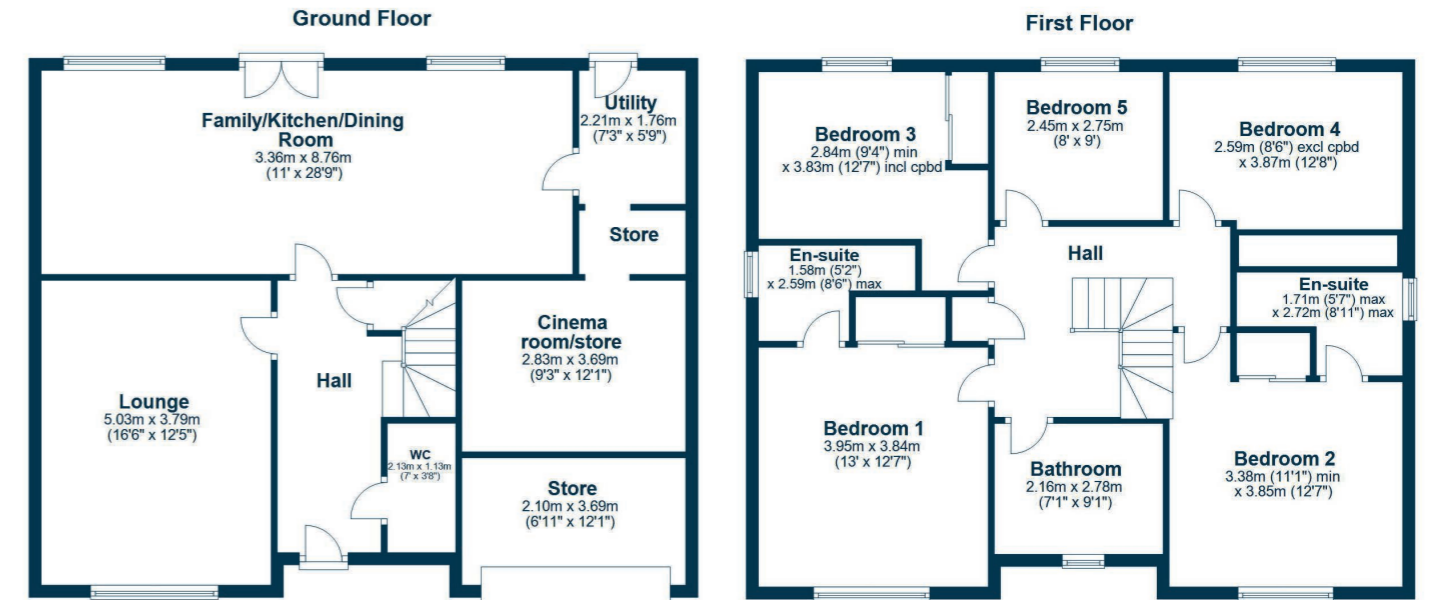 Ground Floor
Family/Kitchen/Dining
Room
3.36m x 8.76m
(11' x 28'9")
Utility
2.21m x 1.76m
(7'3" x 5'9")
Store
Cinema
room/store
2.83m x 3.69m
(9'3" x 12'1")
Hall
Lounge
5.03m x 3.79m
(16'6" x 12'5")
WC
2.13m x 1.13m
(7' x 3'8")
Store
2.10m x 3.69m
(6'11" x 12'1")
First Floor
Bedroom 3
2.84m (9'4") min
x 3.83m (12'7") incl cpbd
Bedroom 5
2.45m x 2.75m
(8' x 9')
Bedroom 4
2.59m (8'6") excl cpbd
x 3.87m (12'8")
En-suite
1.58m (5'2")
x 2.59m (8'6") max
Hall
En-suite
1.71m (5'7") max
x 2.72m (8'11") max
Bedroom 1
3.95m x 3.84m
(13' x 12'7")
Bathroom
2.16m x 2.78m
(7'1" x 9'1")
Bedroom 2
3.38m (11'1") min
x 3.85m (12'7")